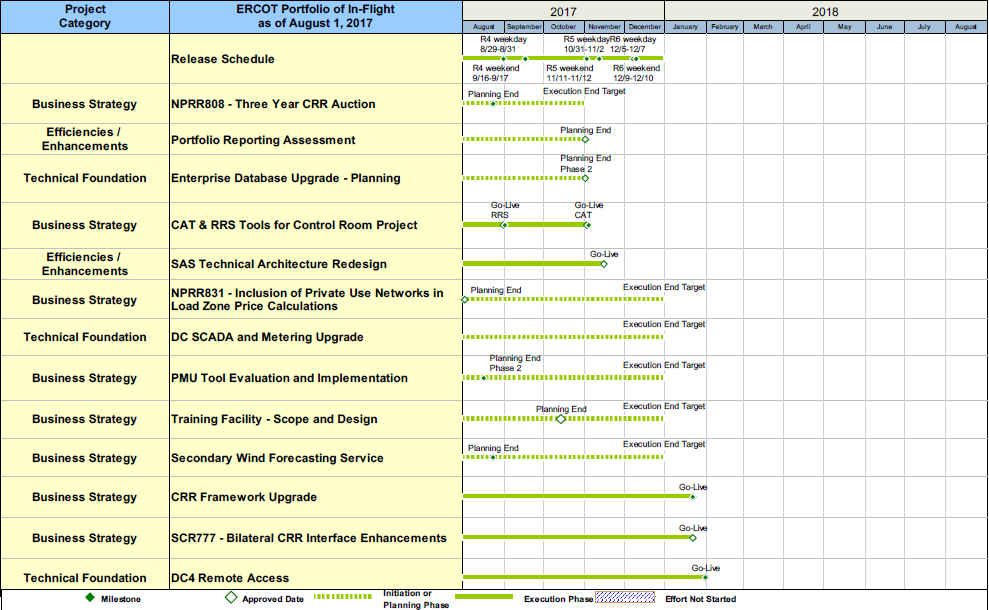 Project
Category
ERCOT Portfolio of In-Flight
as of August 1, 2017
2017
2018
August September October November December January February March April May June July August
Release Schedule
R4 weekday
8/29-8/31
R5 weekday
10/31-11/2
R6 weekday
12/5-12/7
R4 weekend
9/16-9/17
R5 weekend
11/11-11/12
R6 weekend
12/9-12/10
Business Strategy
NPRR808 - Three Year CRR Auction
Planning End
Execution End Target
Efficiencies /
Enhancements
Portfolio Reporting Assessment
Planning End
Technical Foundation
Enterprise Database Upgrade - Planning
Planning End
Phase 2
Business Strategy
CAT & RRS Tools for Control Room Project
Go-Live
RRS
Go-Live
CAT
Efficiencies /
Enhancements
SAS Technical Architecture Redesign
Go-Live
Business Strategy
NPRR831 - Inclusion of Private Use Networks in
Load Zone Price Calculations
Planning End
Execution End Target
Technical Foundation
DC SCADA and Metering Upgrade
Execution End Target
Business Strategy
PMU Tool Evaluation and Implementation
Planning End
Phase 2
Execution End Target
Business Strategy
Training Facility - Scope and Design
Planning End
Execution End Target
Business Strategy
Secondary Wind Forecasting Service
Planning End
Execution End Target
Business Strategy
CRR Framework Upgrade
Go-Live
Business Strategy
SCR777 - Bilateral CRR Interface Enhancements
Go-Live
Technical Foundation
DC4 Remote Access
Go-Live
Milestone
Approved Date
Initiation or
Planning Phase
Execution Phase
Effort Not Started